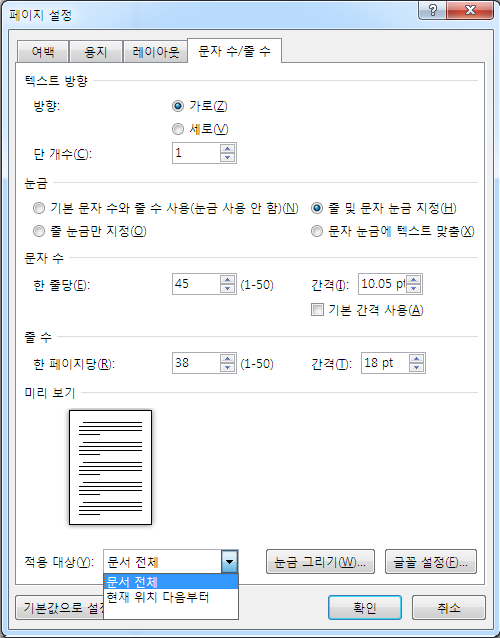 페이지 설정
여백 용지 레이아웃 문자 수/줄 수
텍스트 방향
방향: 가로(Z)
세로(V)
단 개수(C): 1
눈금
기본 문자 수와 줄 수 사용(눈금 사용 안 함)(N) 줄 및 문자 눈금 지정(H)
줄 눈금만 지정(O) 문자 눈금에 텍스트 맞춤(X)
문자 수
한 줄당(E): 45 (1-50) 간격(I): 10.05 pt
기본 간격 사용(A)
줄 수
한 페이지당(R): 38 (1-50) 간격(T): 18 pt
미리 보기
적용 대상(Y): 문서 전체 눈금 그리기(W)... 글꼴 설정(F)...
문서 전체
현재 위치 다음부터
기본값으로 설정 확인 취소